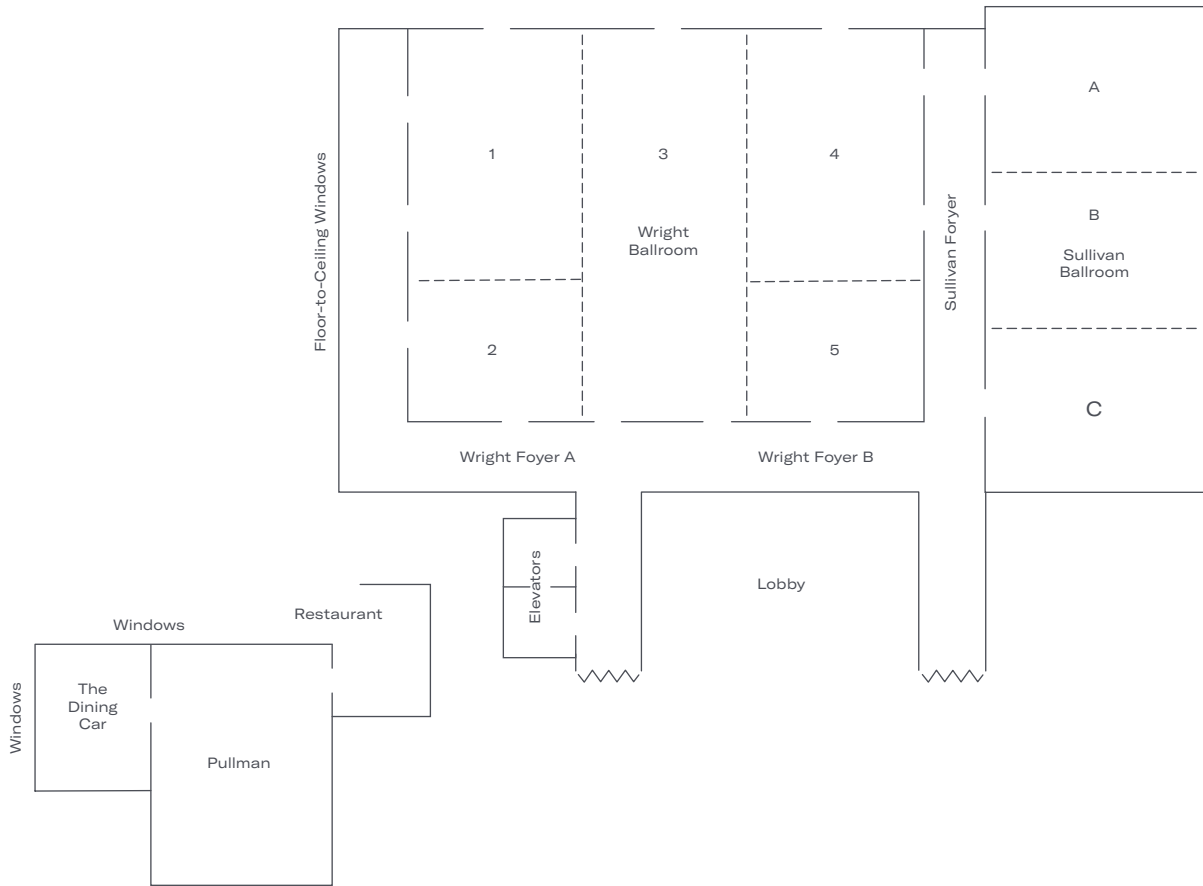 A
1
3
4
Floor-to-Ceiling Windows
Sullivan Foryer
B
Wright
Ballroom
Sullivan
Ballroom
2
5
C
Wright Foyer A
Wright Foyer B
Elevators
Lobby
Restaurant
Windows
Windows
The
Dining
Car
Pullman